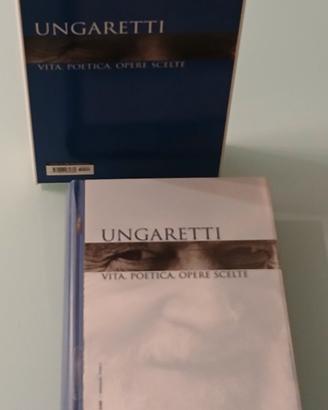 UNGARETTI
VITA, POETICA, OPERE SCELTE
UNGARETTI
VITA, POETICA, OPERE SCELTE